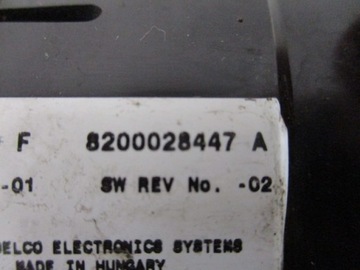 F 8200028447 A
-01 SW REV No. -02
DELCO ELECTRONICS SYSTEMS
MADE IN HUNGARY